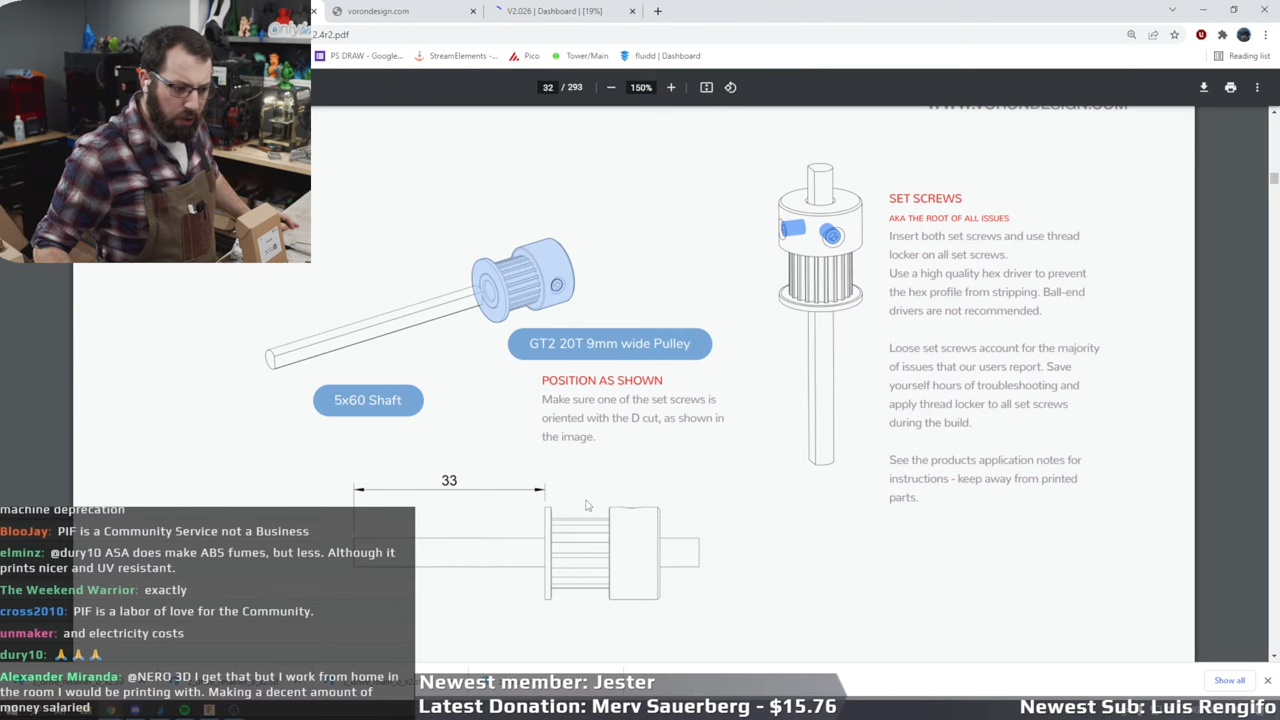 vorondesign.com
V2.026 | Dashboard | [19%]
2.4r2.pdf
PS DRAW - Google...
StreamElements -...
Pico
Tower/Main
fluidd | Dashboard
Reading list
32 / 293
150%
WWW.VORONDESIGN.COM
SET SCREWS
AKA THE ROOT OF ALL ISSUES
Insert both set screws and use thread
locker on all set screws.
Use a high quality hex driver to prevent
the hex profile from stripping. Ball-end
drivers are not recommended.
Loose set screws account for the majority
of issues that our users report. Save
yourself hours of troubleshooting and
apply thread locker to all set screws
during the build.
See the products application notes for
instructions - keep away from printed
parts.
GT2 20T 9mm wide Pulley
POSITION AS SHOWN
Make sure one of the set screws is
oriented with the D cut, as shown in
the image.
5x60 Shaft
33
machine deprecation
BlooJay: PIF is a Community Service not a Business
elminz: @dury10 ASA does make ABS fumes, but less. Although it
prints nicer and UV resistant.
The Weekend Warrior: exactly
cross2010: PIF is a labor of love for the Community.
unmaker: and electricity costs
dury10: 🙏🙏🙏
Alexander Miranda: @NERO 3D I get that but I work from home in
the room I would be printing with. Making a decent amount of
money salaried
Show all
Newest member: Jester
Latest Donation: Merv Sauerberg - $15.76
Newest Sub: Luis Rengifo